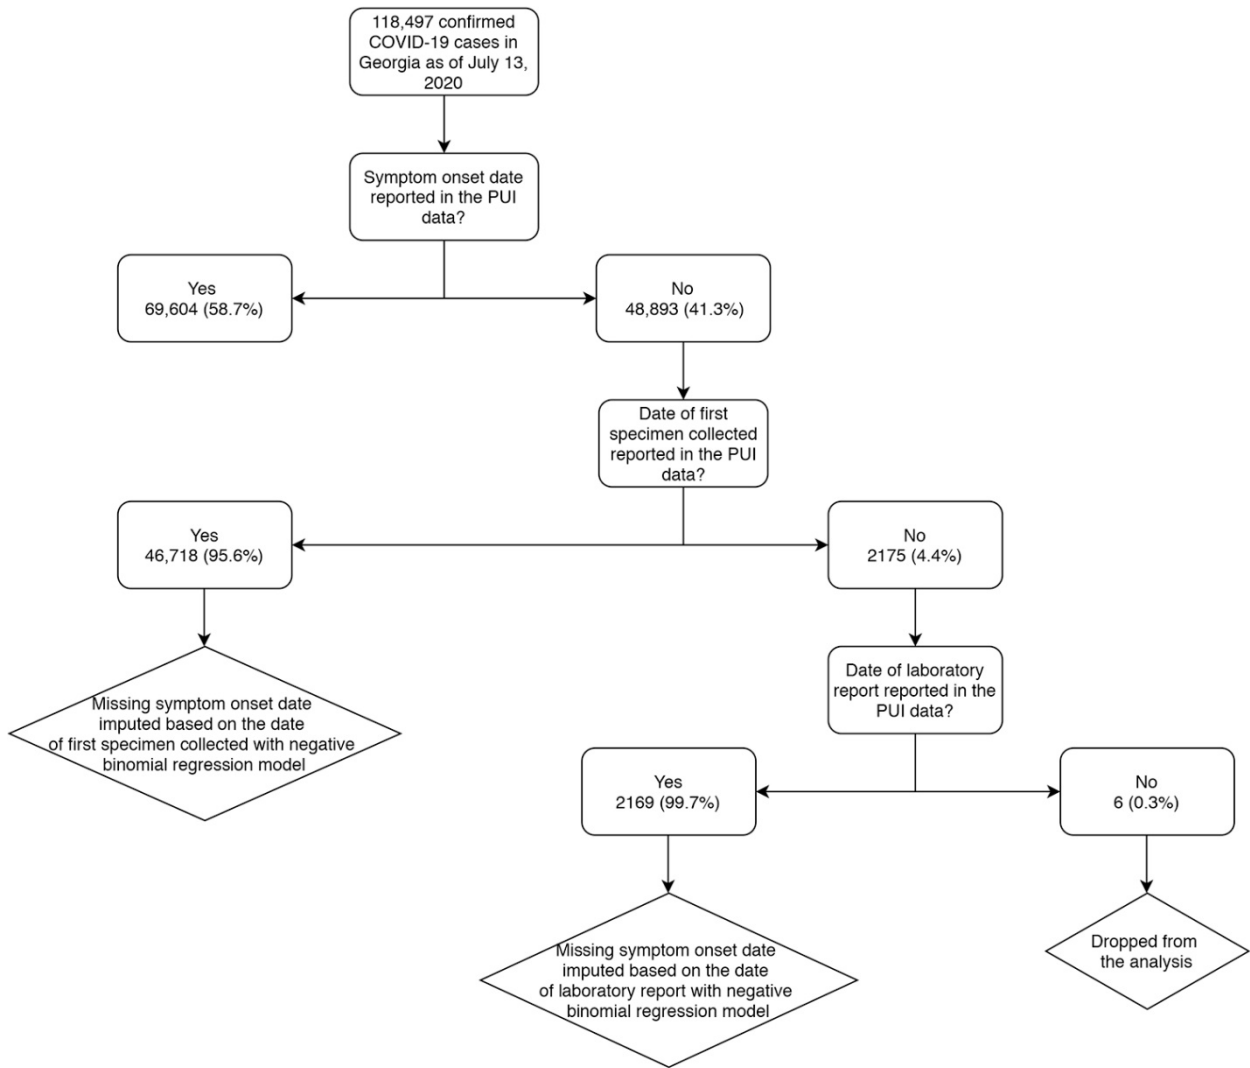 118,497 confirmed
COVID-19 cases in
Georgia as of July 13,
2020
Symptom onset date
reported in the PUI
data?
Yes
69,604 (58.7%)
No
48,893 (41.3%)
Date of first
specimen collected
reported in the PUI
data?
Yes
46,718 (95.6%)
No
2175 (4.4%)
Missing symptom onset date
imputed based on the date
of first specimen collected with negative
binomial regression model
Date of laboratory
report reported in the
PUI data?
Yes
2169 (99.7%)
No
6 (0.3%)
Missing symptom onset date
imputed based on the date
of laboratory report with negative
binomial regression model
Dropped from
the analysis